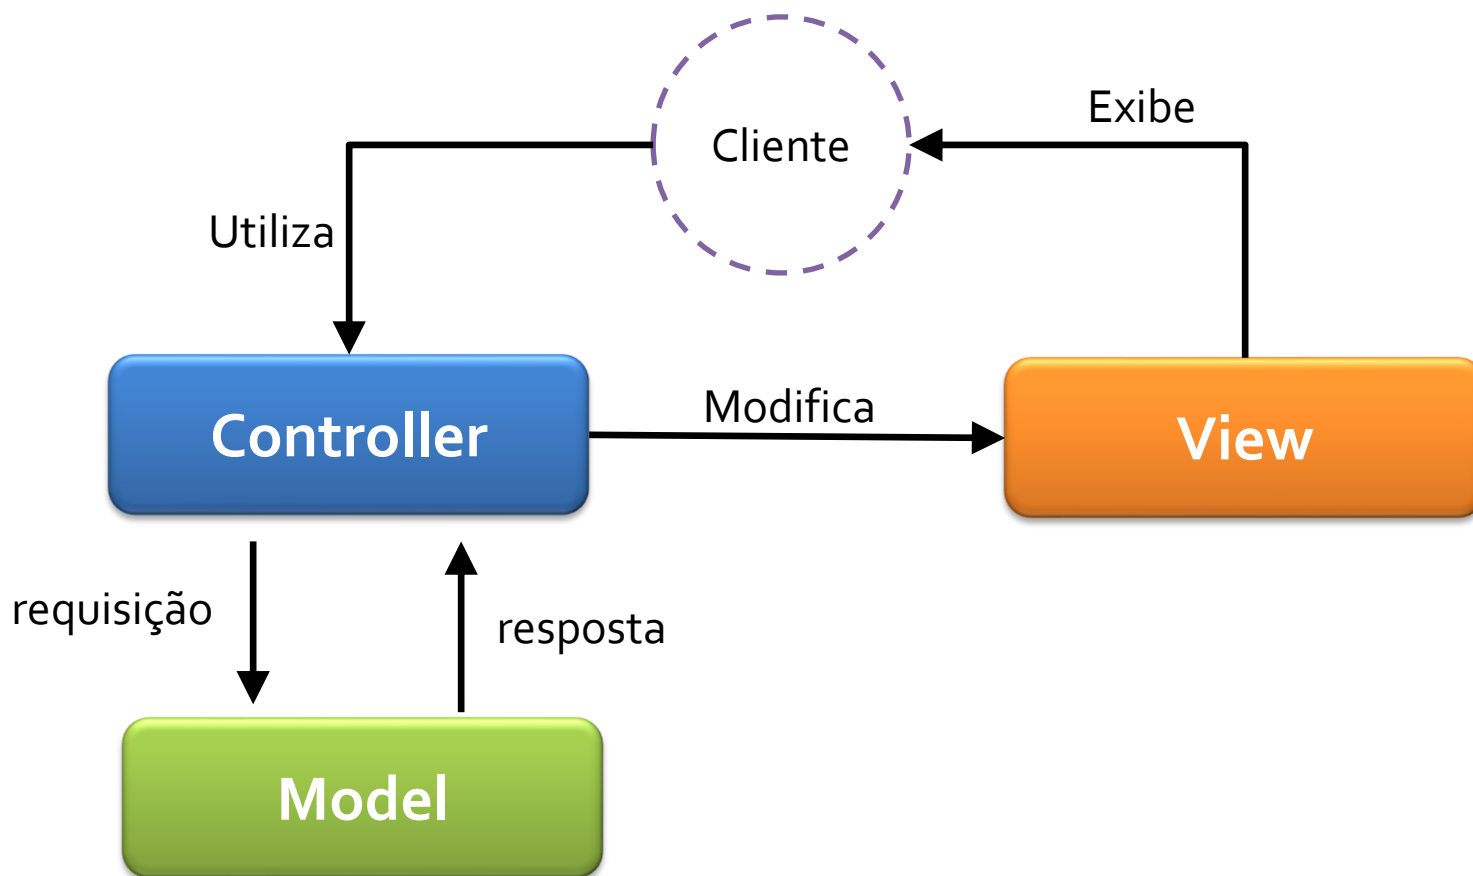 Exibe
Cliente
Utiliza
Modifica
Controller
View
requisição
resposta
Model